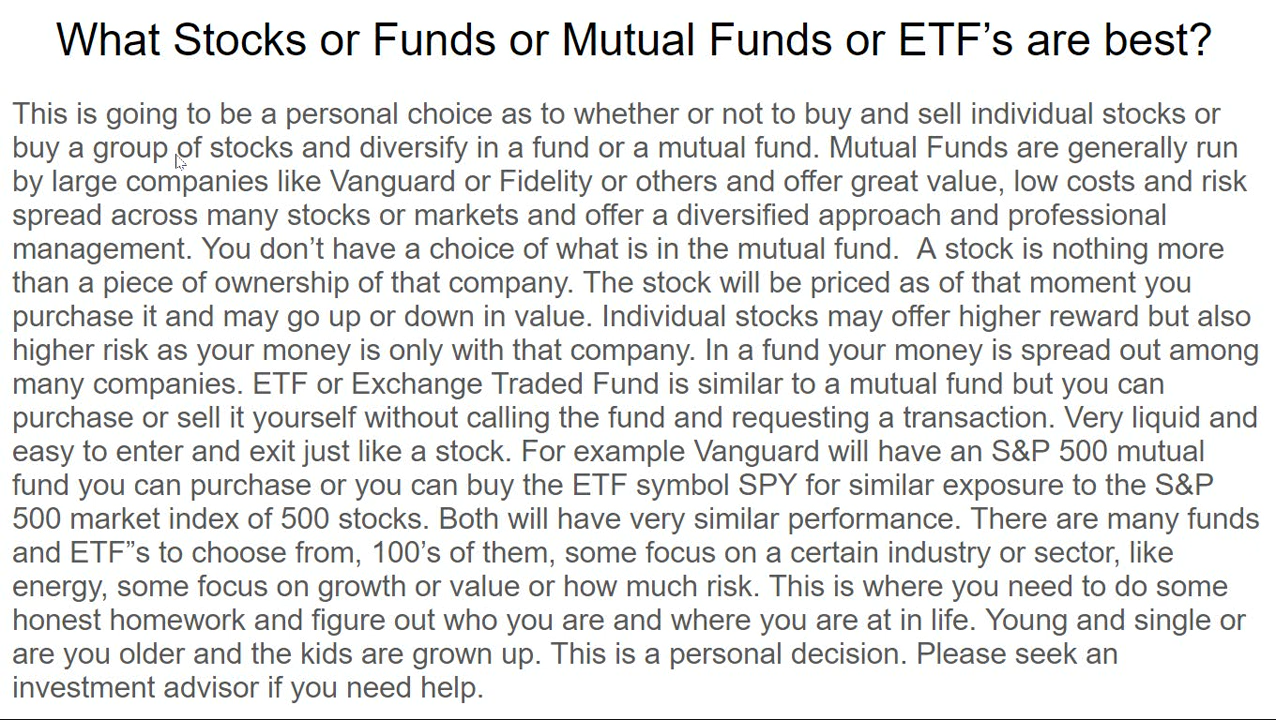 What Stocks or Funds or Mutual Funds or ETF’s are best?
This is going to be a personal choice as to whether or not to buy and sell individual stocks or
buy a group of stocks and diversify in a fund or a mutual fund. Mutual Funds are generally run
by large companies like Vanguard or Fidelity or others and offer great value, low costs and risk
spread across many stocks or markets and offer a diversified approach and professional
management. You don’t have a choice of what is in the mutual fund.  A stock is nothing more
than a piece of ownership of that company. The stock will be priced as of that moment you
purchase it and may go up or down in value. Individual stocks may offer higher reward but also
higher risk as your money is only with that company. In a fund your money is spread out among
many companies. ETF or Exchange Traded Fund is similar to a mutual fund but you can
purchase or sell it yourself without calling the fund and requesting a transaction. Very liquid and
easy to enter and exit just like a stock. For example Vanguard will have an S&P 500 mutual
fund you can purchase or you can buy the ETF symbol SPY for similar exposure to the S&P
500 market index of 500 stocks. Both will have very similar performance. There are many funds
and ETF”s to choose from, 100’s of them, some focus on a certain industry or sector, like
energy, some focus on growth or value or how much risk. This is where you need to do some
honest homework and figure out who you are and where you are at in life. Young and single or
are you older and the kids are grown up. This is a personal decision. Please seek an
investment advisor if you need help.